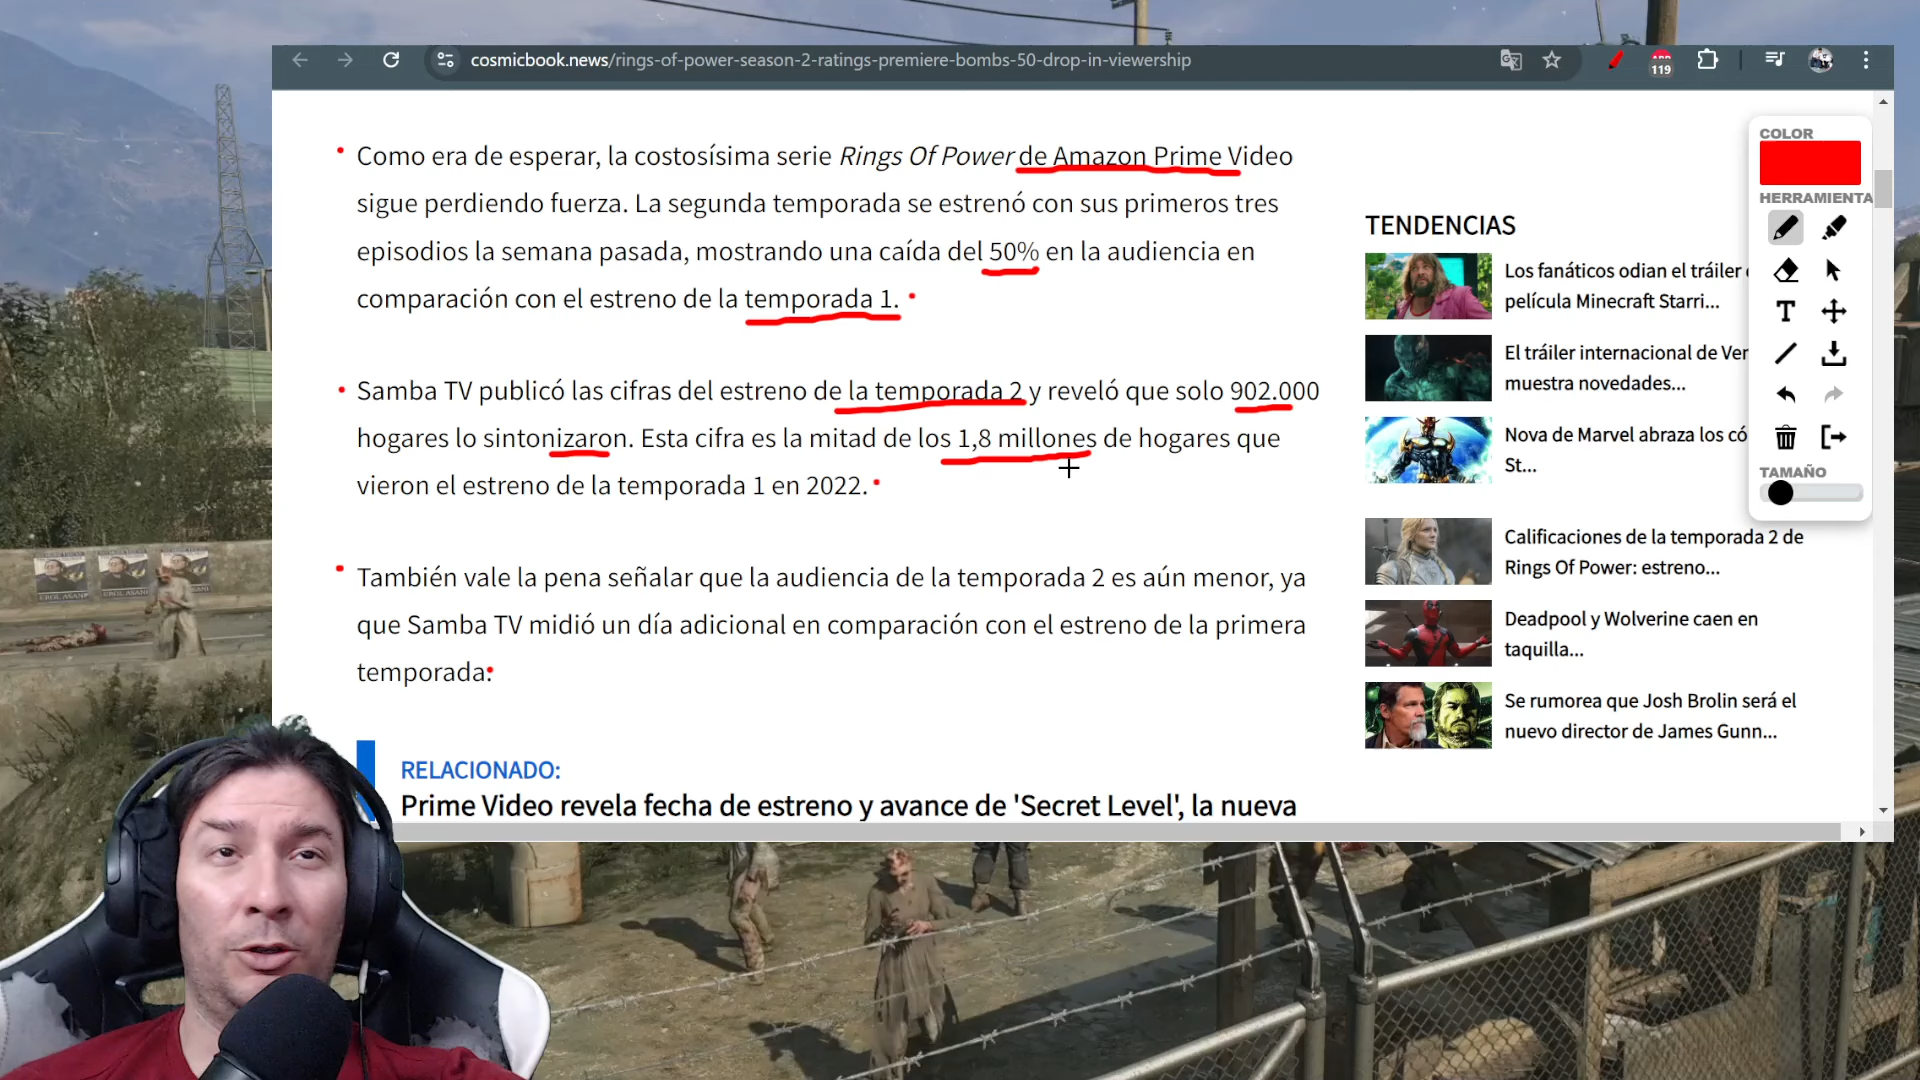 cosmicbook.news/rings-of-power-season-2-ratings-premiere-bombs-50-drop-in-viewership
119
Como era de esperar, la costosísima serie Rings Of Power de Amazon Prime Video
sigue perdiendo fuerza. La segunda temporada se estrenó con sus primeros tres
episodios la semana pasada, mostrando una caída del 50% en la audiencia en
comparación con el estreno de la temporada 1.
Samba TV publicó las cifras del estreno de la temporada 2 y reveló que solo 902.000
hogares lo sintonizaron. Esta cifra es la mitad de los 1,8 millones de hogares que
vieron el estreno de la temporada 1 en 2022.
También vale la pena señalar que la audiencia de la temporada 2 es aún menor, ya
que Samba TV midió un día adicional en comparación con el estreno de la primera
temporada.
RELACIONADO:
Prime Video revela fecha de estreno y avance de 'Secret Level', la nueva
TENDENCIAS
Los fanáticos odian el tráiler
película Minecraft Starri...
El tráiler internacional de Ver
muestra novedades...
Nova de Marvel abraza los có
St...
Calificaciones de la temporada 2 de
Rings Of Power: estreno...
Deadpool y Wolverine caen en
taquilla...
Se rumorea que Josh Brolin será el
nuevo director de James Gunn...
COLOR
HERRAMIENTA
T
TAMAÑO